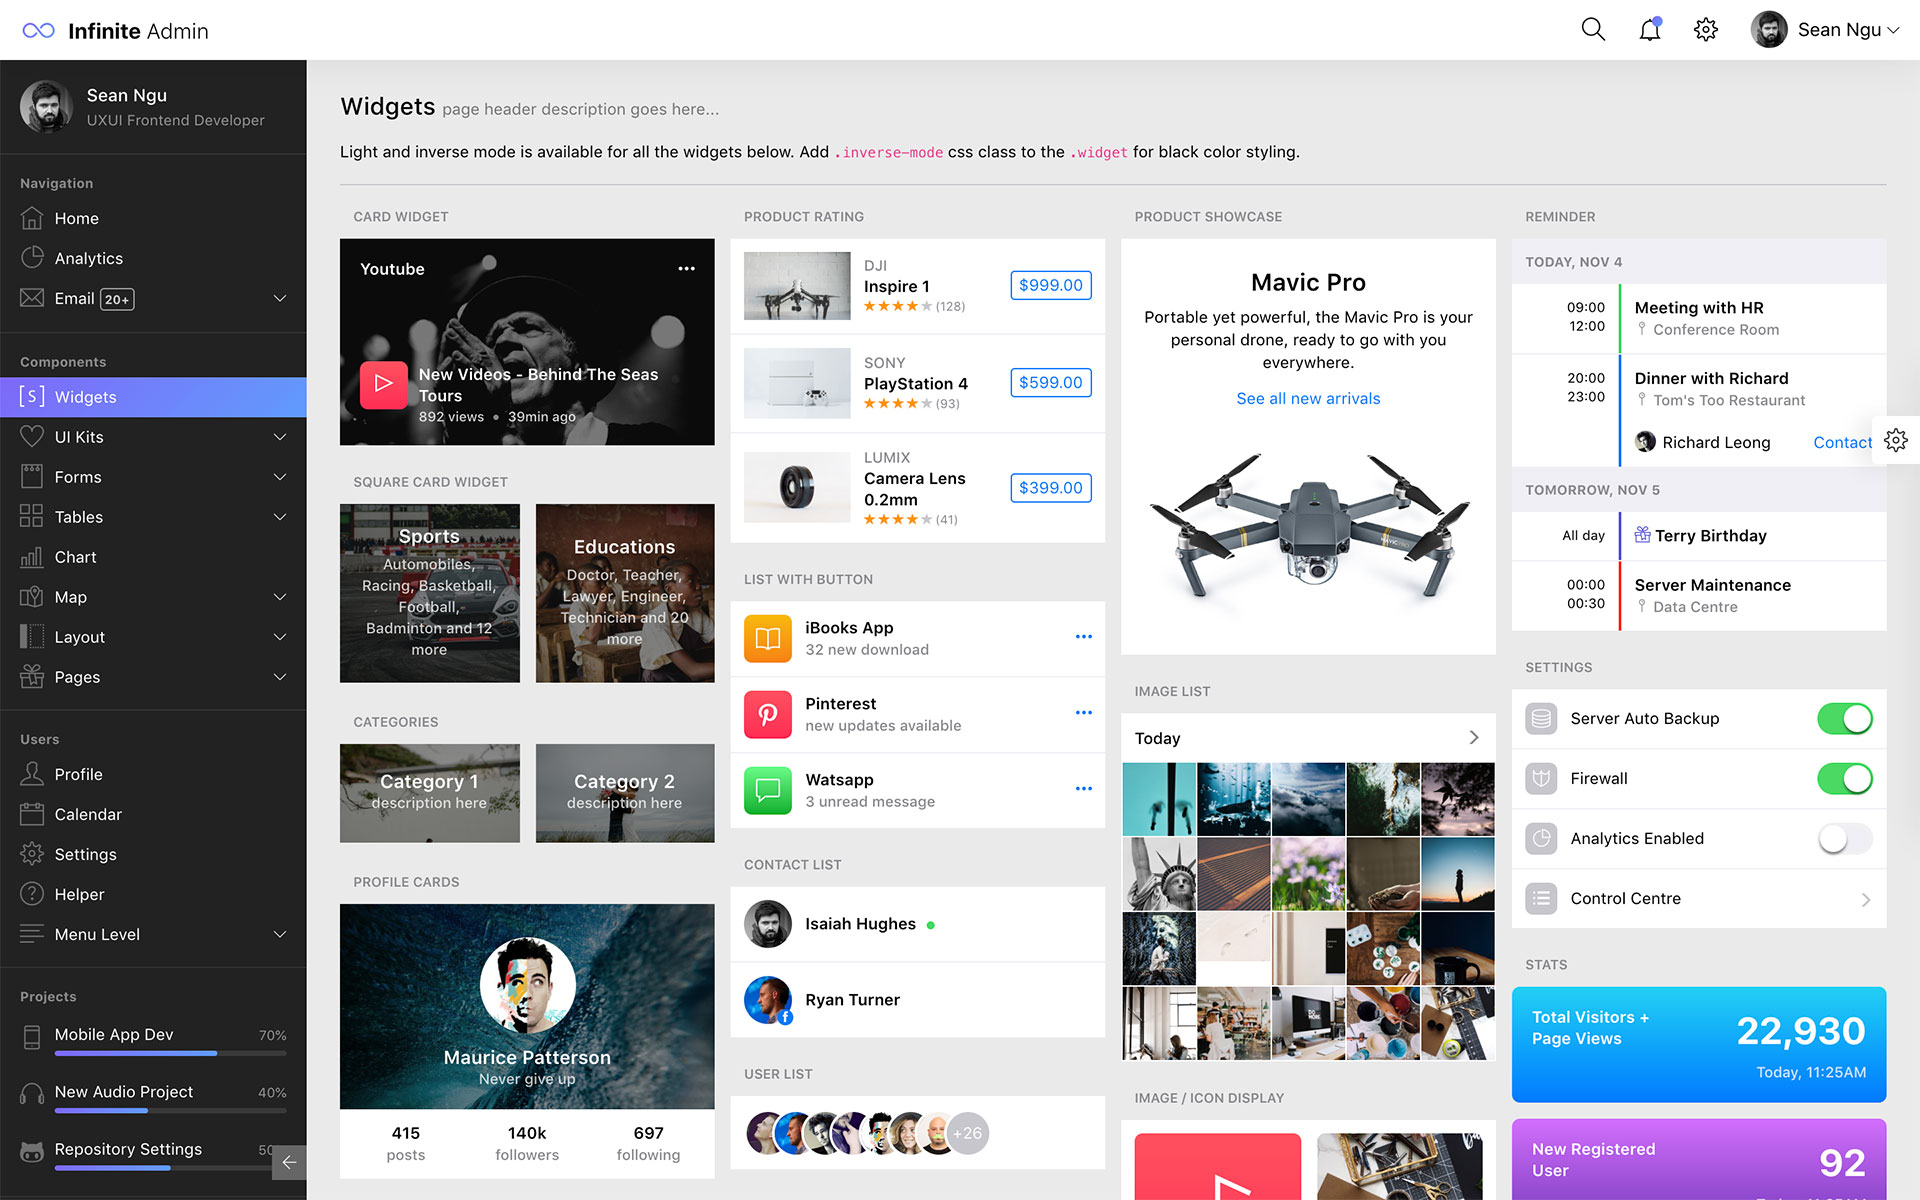 Infinite Admin
Sean Ngu
Sean Ngu
UXUI Frontend Developer
Navigation
Home
Analytics
Email 20+
Components
[S] Widgets
UI Kits
Forms
Tables
Chart
Map
Layout
Pages
Users
Profile
Calendar
Settings
Helper
Menu Level
Projects
Mobile App Dev 70%
New Audio Project 40%
Repository Settings
Widgets page header description goes here...
Light and inverse mode is available for all the widgets below. Add .inverse-mode css class to the .widget for black color styling.
CARD WIDGET
Youtube
New Videos - Behind The Seas
Tours
892 views • 39min ago
SQUARE CARD WIDGET
Sports
Automobiles,
Racing, Basketball,
Football,
Badminton and 12
more
Educations
Doctor, Teacher,
Lawyer, Engineer,
Technician and 20
more
CATEGORIES
Category 1
description here
Category 2
description here
PROFILE CARDS
Maurice Patterson
Never give up
415
posts
140k
followers
697
following
PRODUCT RATING
DJI
Inspire 1
(128)
$999.00
SONY
PlayStation 4
(93)
$599.00
LUMIX
Camera Lens
0.2mm
(41)
$399.00
LIST WITH BUTTON
iBooks App
32 new download
Pinterest
new updates available
Watsapp
3 unread message
CONTACT LIST
Isaiah Hughes
Ryan Turner
USER LIST
+26
PRODUCT SHOWCASE
Mavic Pro
Portable yet powerful, the Mavic Pro is your
personal drone, ready to go with you
everywhere.
See all new arrivals
IMAGE LIST
Today
IMAGE / ICON DISPLAY
REMINDER
TODAY, NOV 4
09:00
12:00
Meeting with HR
Conference Room
20:00
23:00
Dinner with Richard
Tom's Too Restaurant
Richard Leong Contact
TOMORROW, NOV 5
All day
Terry Birthday
00:00
00:30
Server Maintenance
Data Centre
SETTINGS
Server Auto Backup
Firewall
Analytics Enabled
Control Centre
STATS
Total Visitors +
Page Views
22,930
Today, 11:25AM
New Registered
User
92